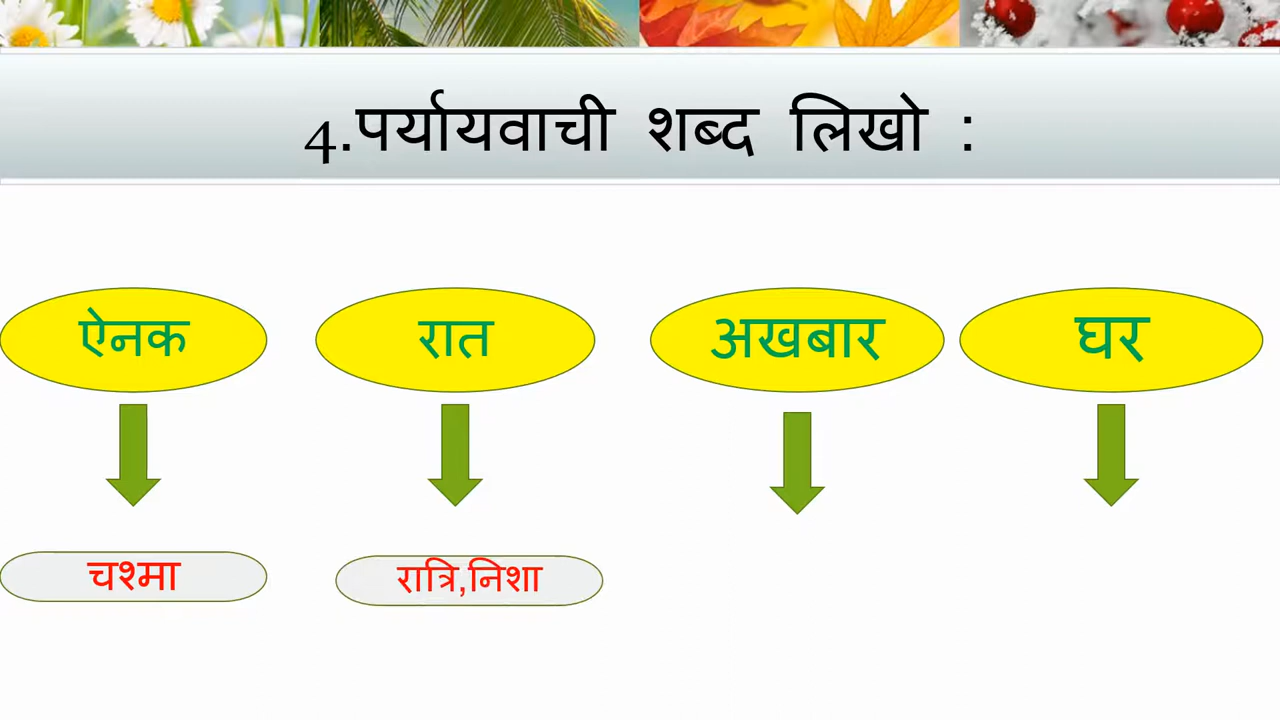 4.पर्यायवाची शब्द लिखो :
ऐनक
रात
अखबार
घर
चश्मा
रात्रि,निशा